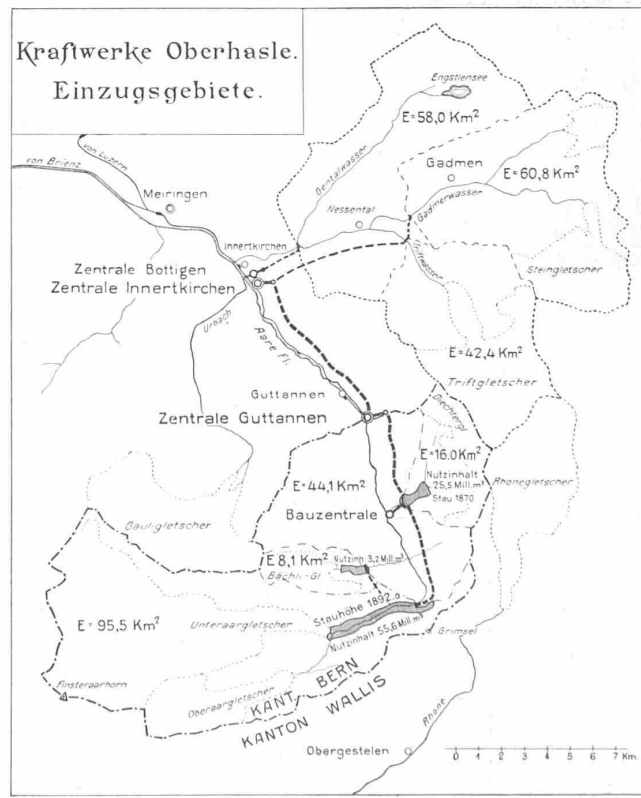 Kraftwerke Oberhasle.
Einzugsgebiete.
Engstlensee
E=58,0 Km²
von Luzern
von Brienz
Gentalwasser
Gadmen
E=60,8 Km²
Meiringen
Nessental
Gadmerwasser
Innertkirchen
Triftwasser
Zentrale Bottigen
Zentrale Innertkirchen
Steingletscher
Urbach
Aare Fl.
E=42,4 Km²
Triftgletscher
Guttannen
Diechtergl.
Zentrale Guttannen
E=16.0 Km²
Nutzinhalt
25,5 Mill.m³
Stau 1870
Rhonegletscher
E=44,1 Km²
Bauzentrale
Gauligletscher
E 8,1 Km²
Nutzinh. 3,2 Mill.m³
Bächli-Gl
Stauhöhe 1892.0
Nutzinhalt 55,6 Mill.m³
E = 95,5 Km²
Unteraargletscher
Grimsel
Finsteraarhorn
Oberaargletscher
KANT. BERN
KANTON WALLIS
Rhone
Obergestelen
0 1 2 3 4 5 6 7 Km.